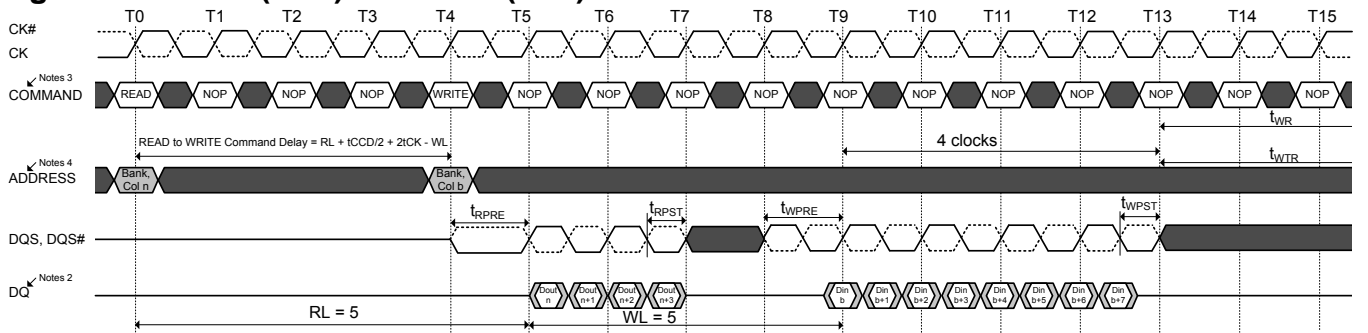 T0 T1 T2 T3 T4 T5 T6 T7 T8 T9 T10 T11 T12 T13 T14 T15
CK#
CK
Notes 3
COMMAND READ NOP NOP NOP WRITE NOP NOP NOP NOP NOP NOP NOP NOP NOP NOP NOP
tWR
READ to WRITE Command Delay = RL + tCCD/2 + 2tCK - WL
4 clocks
tWTR
Notes 4
ADDRESS Bank, Col n Bank, Col b
tRPRE tRPST tWPRE tWPST
DQS, DQS#
Notes 2
DQ Dout n Dout n+1 Dout n+2 Dout n+3 Din b Din b+1 Din b+2 Din b+3 Din b+4 Din b+5 Din b+6 Din b+7
RL = 5 WL = 5